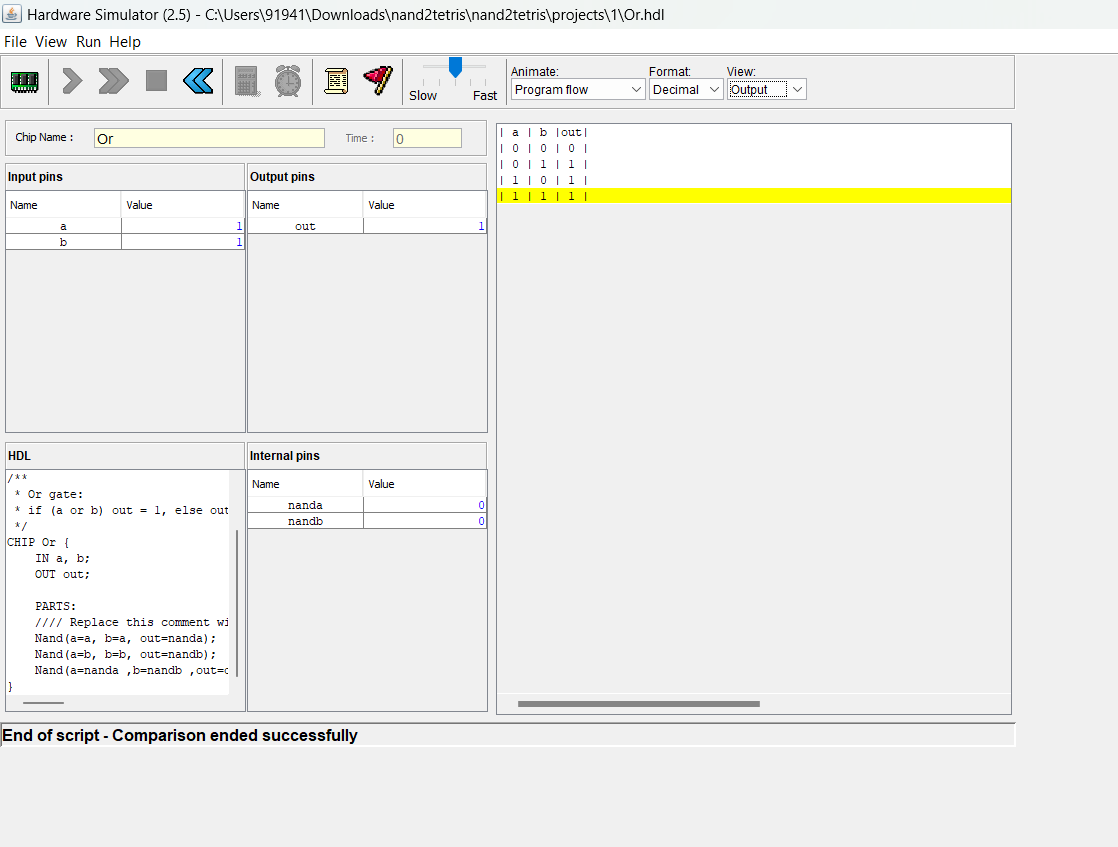 Hardware Simulator (2.5) - C:\Users\91941\Downloads\nand2tetris\nand2tetris\projects\1\Or.hdl
File View Run Help
Slow Fast
Animate: Format: View:
Program flow Decimal Output
Chip Name : Or Time : 0
Input pins
Name Value
a 1
b 1
Output pins
Name Value
out 1
HDL
/**
 * Or gate:
 * if (a or b) out = 1, else out
 */
CHIP Or {
    IN a, b;
    OUT out;
    PARTS:
    //// Replace this comment wi
    Nand(a=a, b=a, out=nanda);
    Nand(a=b, b=b, out=nandb);
    Nand(a=nanda ,b=nandb ,out=
}
Internal pins
Name Value
nanda 0
nandb 0
| a | b |out|
| 0 | 0 | 0 |
| 0 | 1 | 1 |
| 1 | 0 | 1 |
| 1 | 1 | 1 |
End of script - Comparison ended successfully